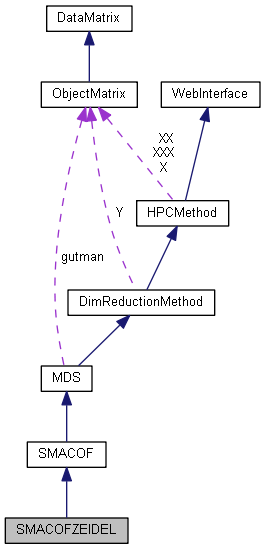 DataMatrix
ObjectMatrix
WebInterface
XX
XXX
X
HPCMethod
Y
gutman
DimReductionMethod
MDS
SMACOF
SMACOFZEIDEL